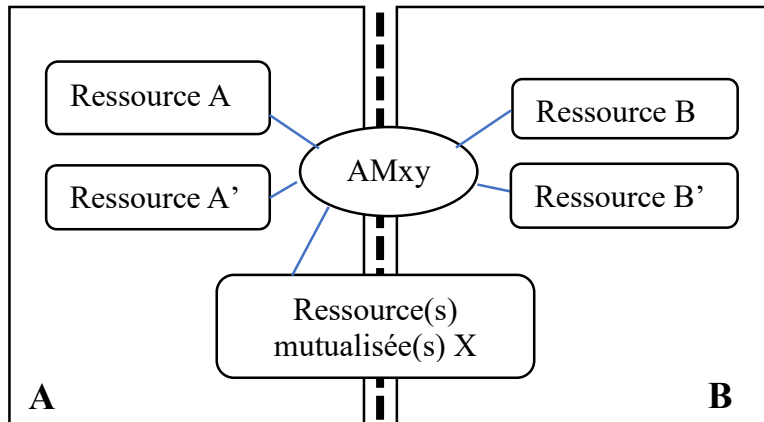 Ressource A
Ressource B
AMxy
Ressource A’
Ressource B’
Ressource(s)
mutualisée(s) X
A
B